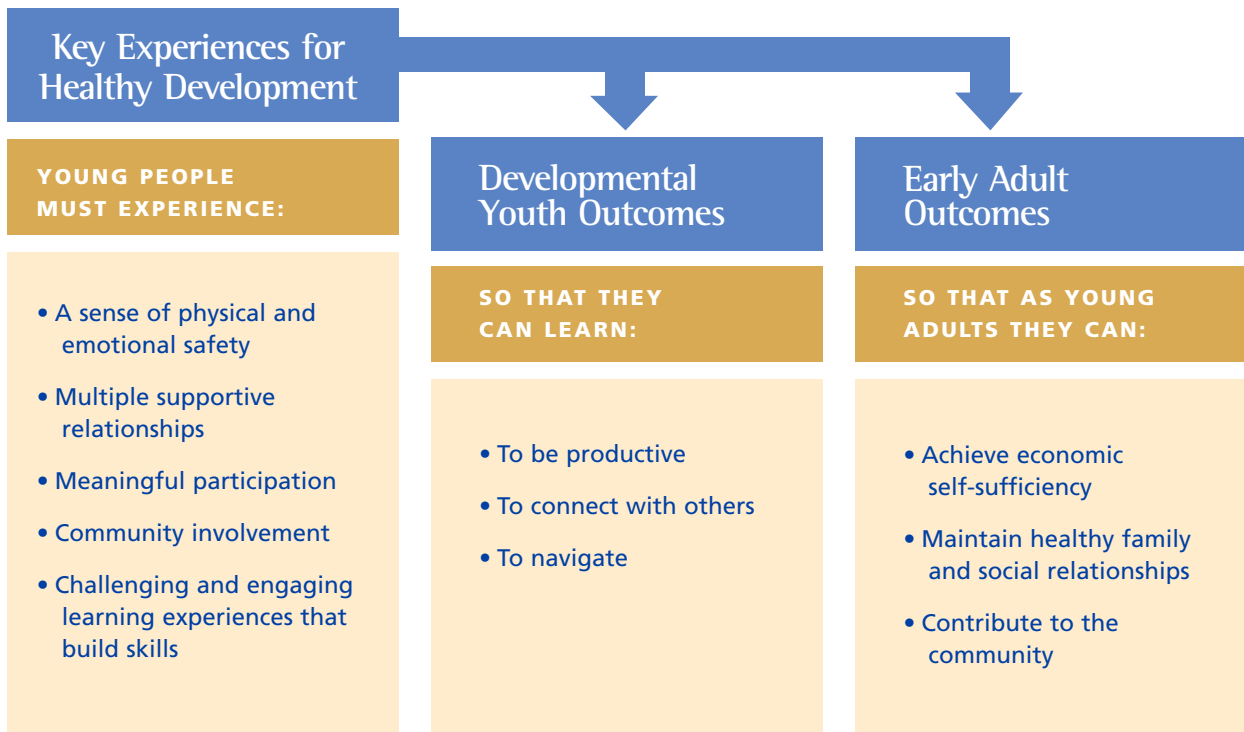 Key Experiences for
Healthy Development
YOUNG PEOPLE
MUST EXPERIENCE:
• A sense of physical and
emotional safety
• Multiple supportive
relationships
• Meaningful participation
• Community involvement
• Challenging and engaging
learning experiences that
build skills
Developmental
Youth Outcomes
SO THAT THEY
CAN LEARN:
• To be productive
• To connect with others
• To navigate
Early Adult
Outcomes
SO THAT AS YOUNG
ADULTS THEY CAN:
• Achieve economic
self-sufficiency
• Maintain healthy family
and social relationships
• Contribute to the
community